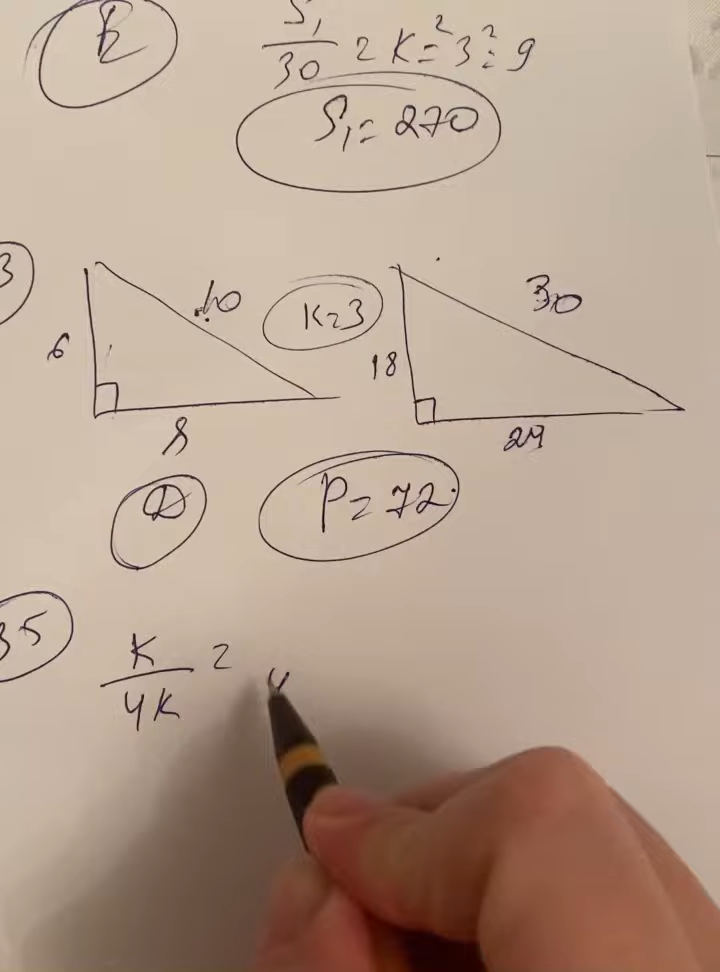 S₁/30 = K² = 3² = 9
S₁ = 270
3
6
10
8
K=3
18
30
24
D
P = 72
35
K/4K =